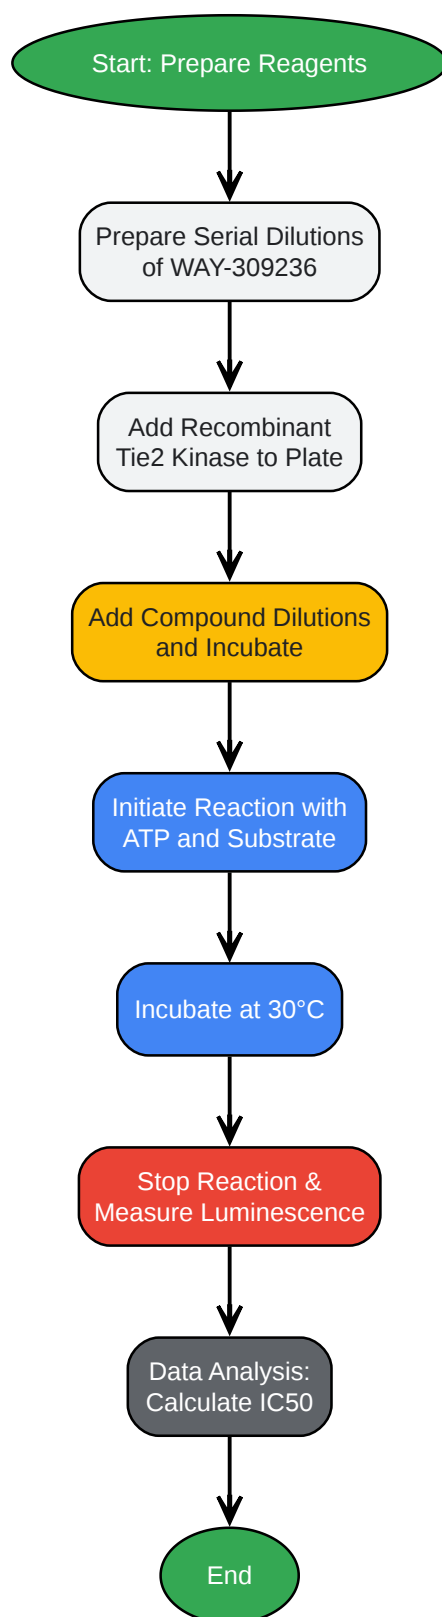 Start: Prepare Reagents
Prepare Serial Dilutions
of WAY-309236
Add Recombinant
Tie2 Kinase to Plate
Add Compound Dilutions
and Incubate
Initiate Reaction with
ATP and Substrate
Incubate at 30°C
Stop Reaction &
Measure Luminescence
Data Analysis:
Calculate IC50
End